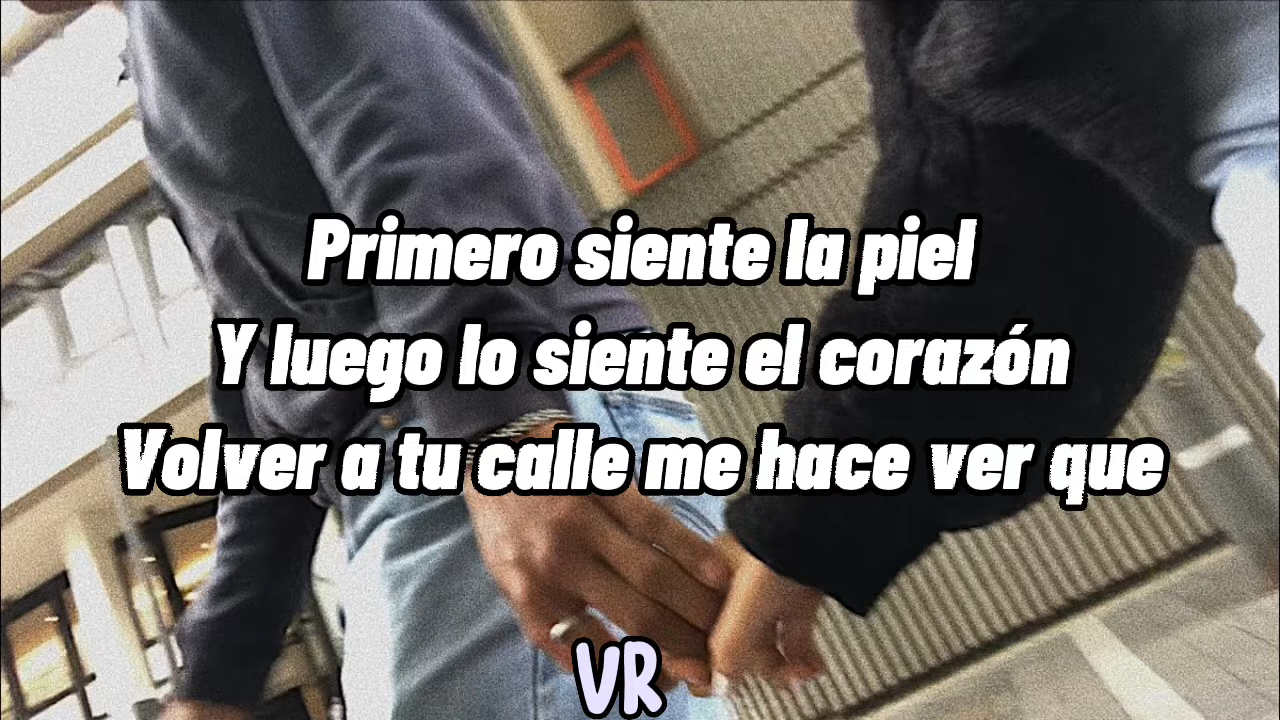 Primero siente la piel
Y luego lo siente el corazón
Volver a tu calle me hace ver que
VR